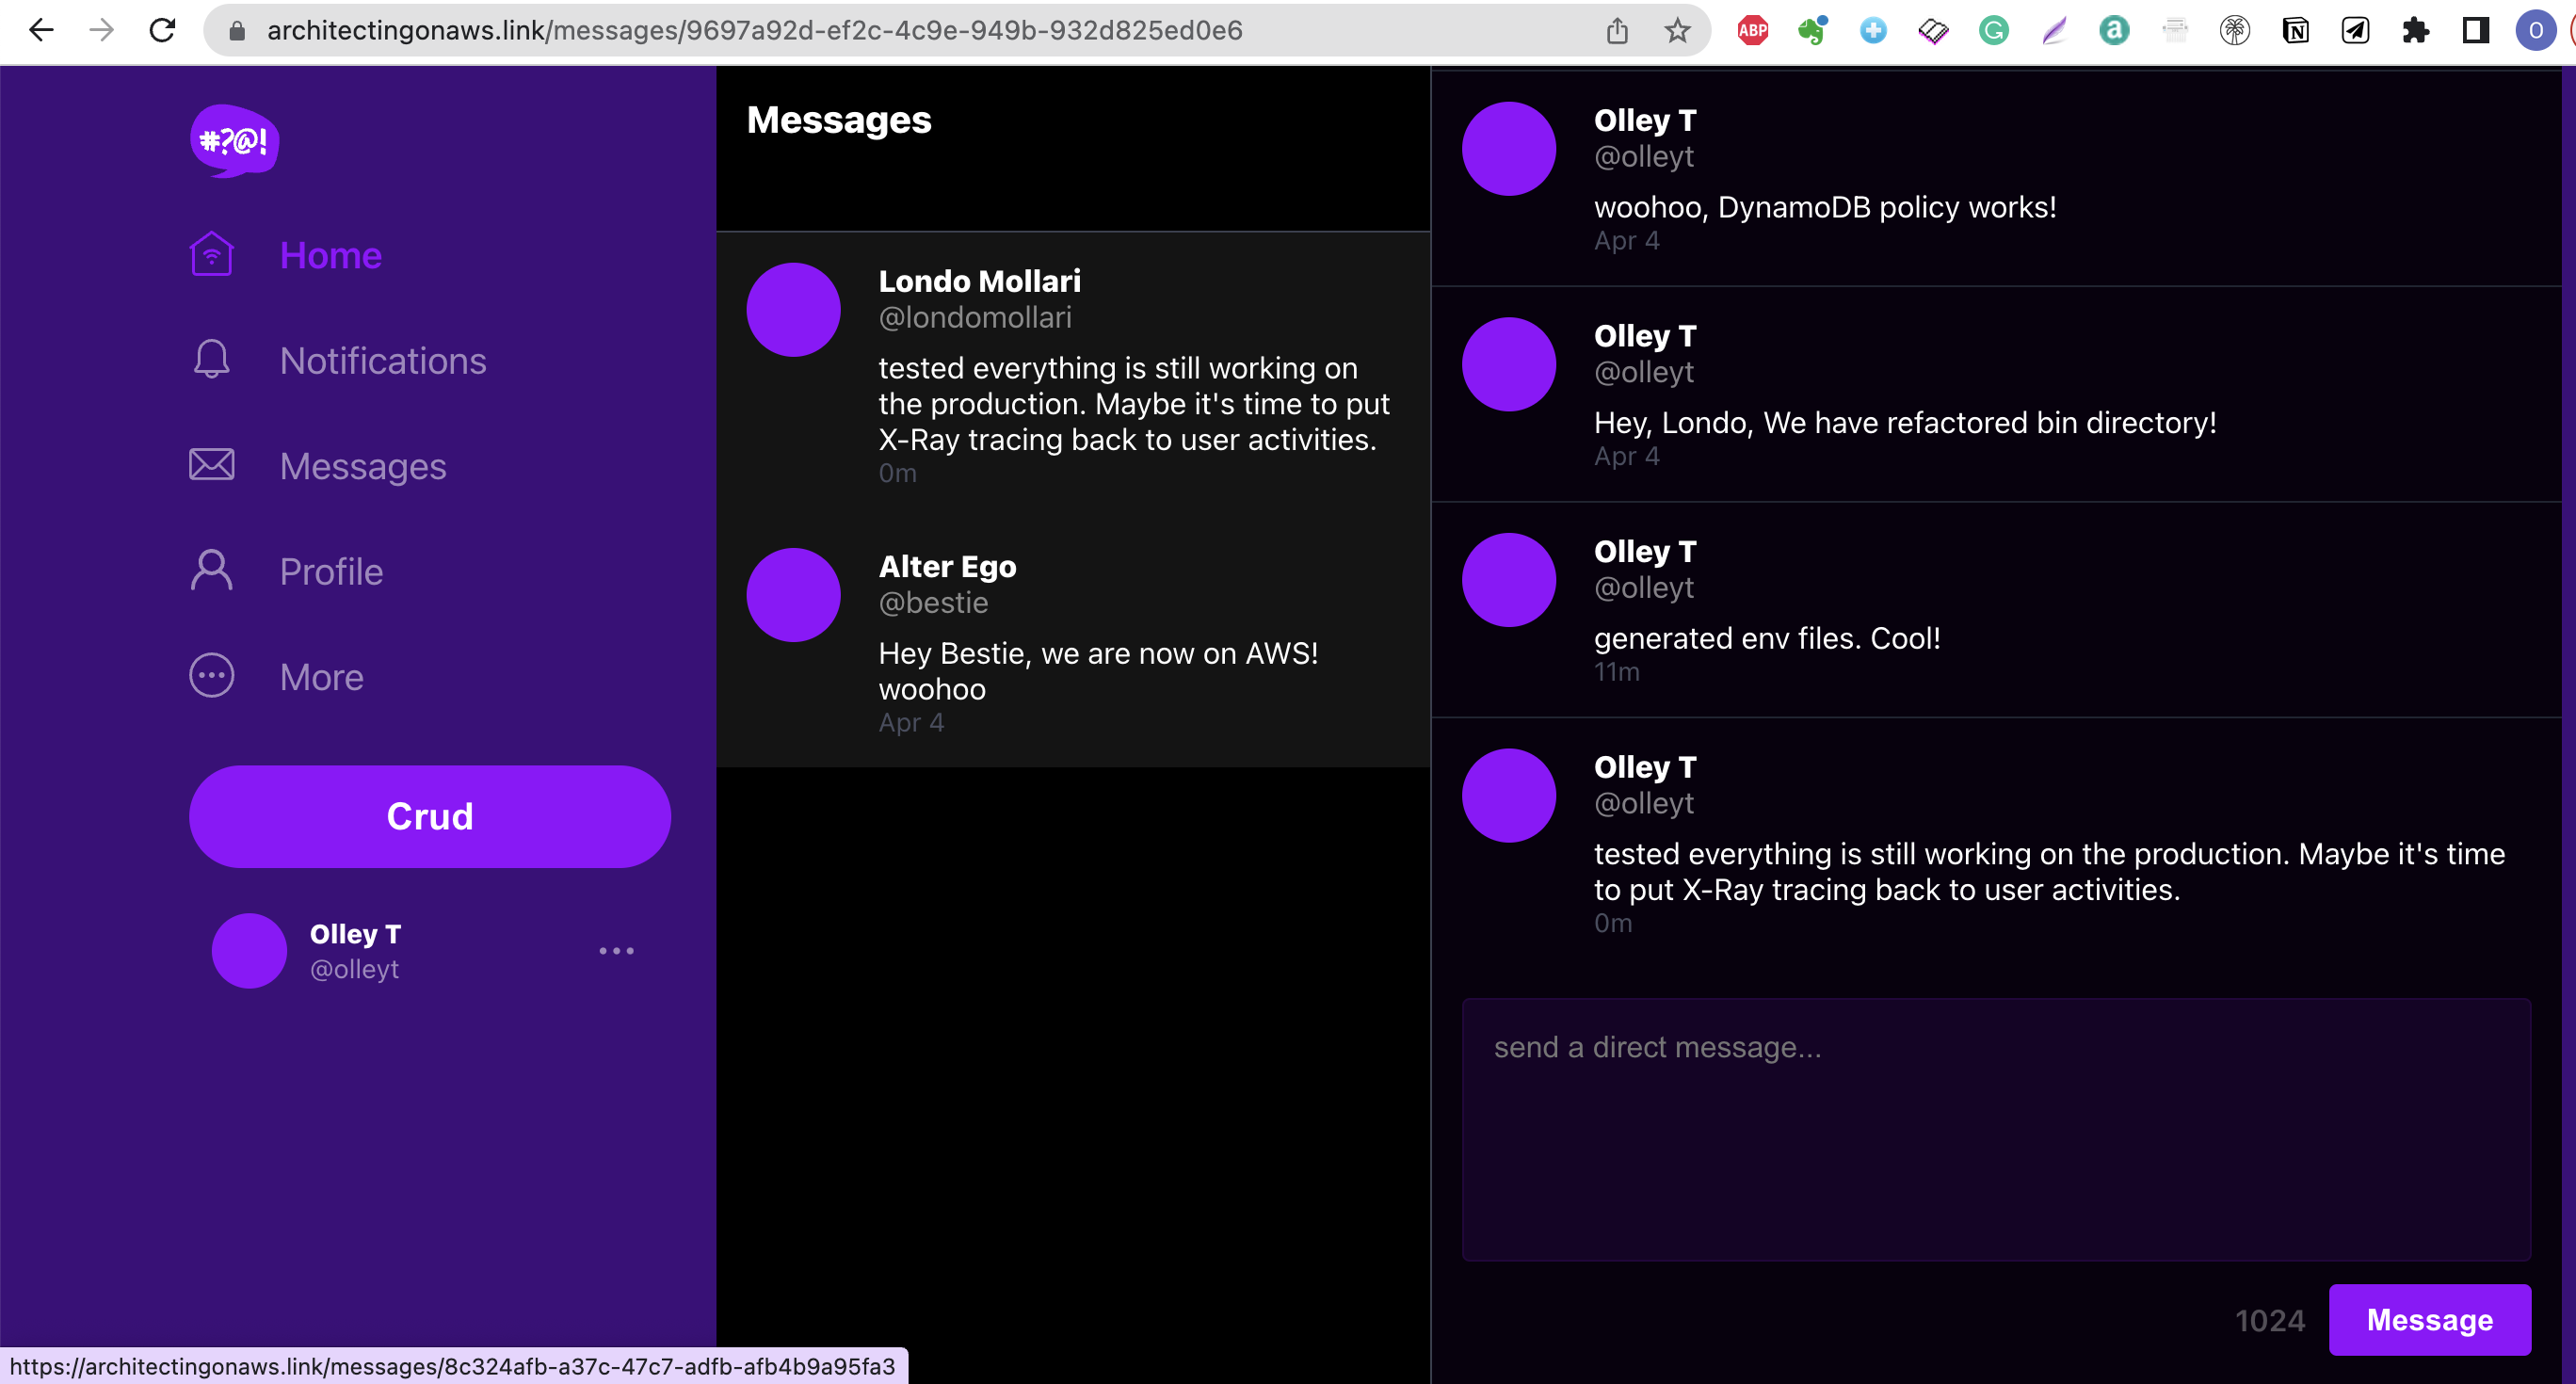 architectingonaws.link/messages/9697a92d-ef2c-4c9e-949b-932d825ed0e6
ABP
G
a
N
O
#?@!
Home
Notifications
Messages
Profile
More
Crud
Olley T
@olleyt
Messages
Londo Mollari
@londomollari
tested everything is still working on
the production. Maybe it's time to put
X-Ray tracing back to user activities.
0m
Alter Ego
@bestie
Hey Bestie, we are now on AWS!
woohoo
Apr 4
Olley T
@olleyt
woohoo, DynamoDB policy works!
Apr 4
Olley T
@olleyt
Hey, Londo, We have refactored bin directory!
Apr 4
Olley T
@olleyt
generated env files. Cool!
11m
Olley T
@olleyt
tested everything is still working on the production. Maybe it's time
to put X-Ray tracing back to user activities.
0m
send a direct message...
1024
Message
https://architectingonaws.link/messages/8c324afb-a37c-47c7-adfb-afb4b9a95fa3